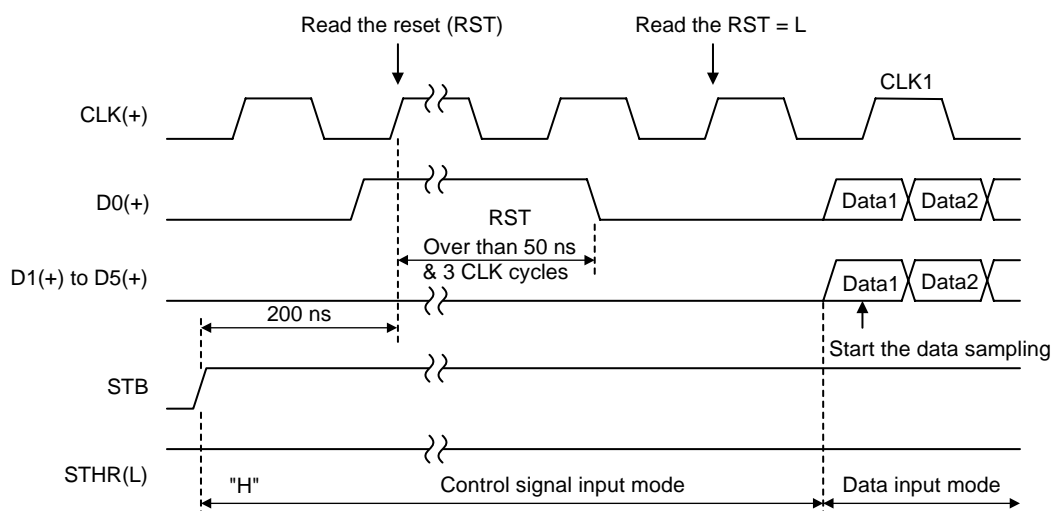 Read the reset (RST)
Read the RST = L
CLK1
CLK(+)
D0(+)
Data1
Data2
RST
Over than 50 ns
& 3 CLK cycles
D1(+) to D5(+)
Data1
Data2
200 ns
Start the data sampling
STB
STHR(L)
"H"
Control signal input mode
Data input mode